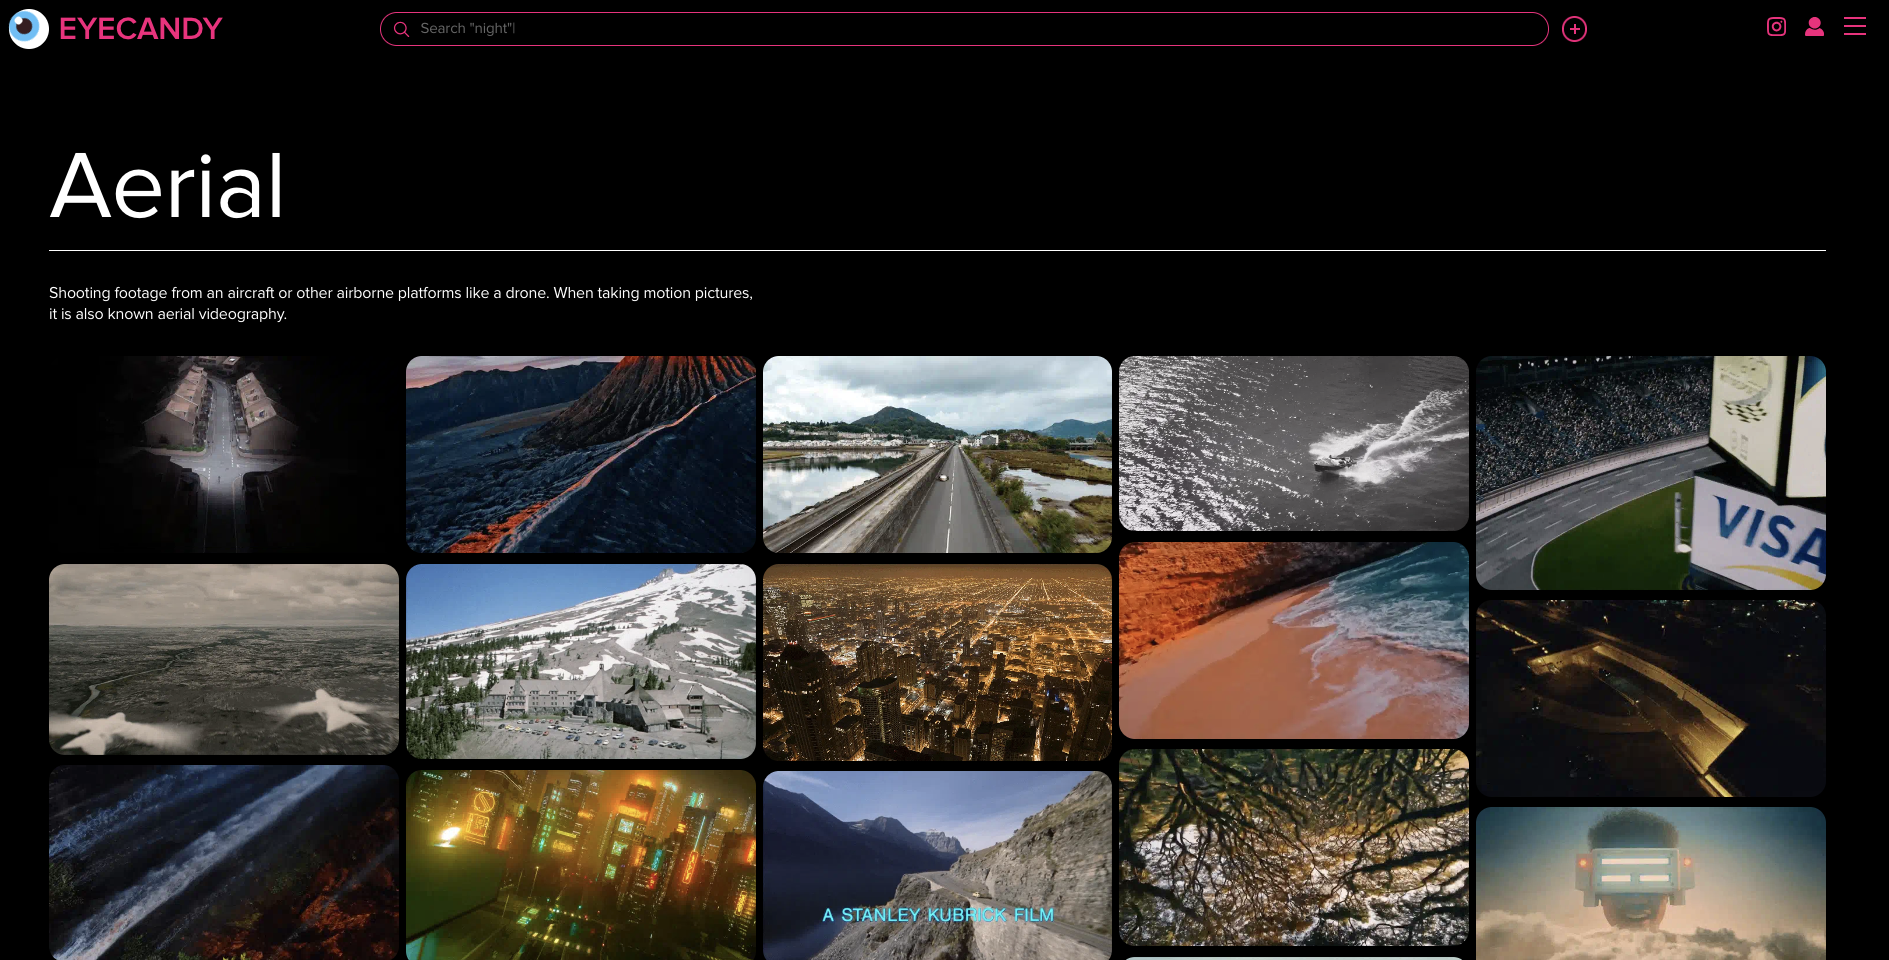 EYECANDY
Search "night"|
Aerial
Shooting footage from an aircraft or other airborne platforms like a drone. When taking motion pictures,
it is also known aerial videography.
VISA
A STANLEY KUBRICK FILM